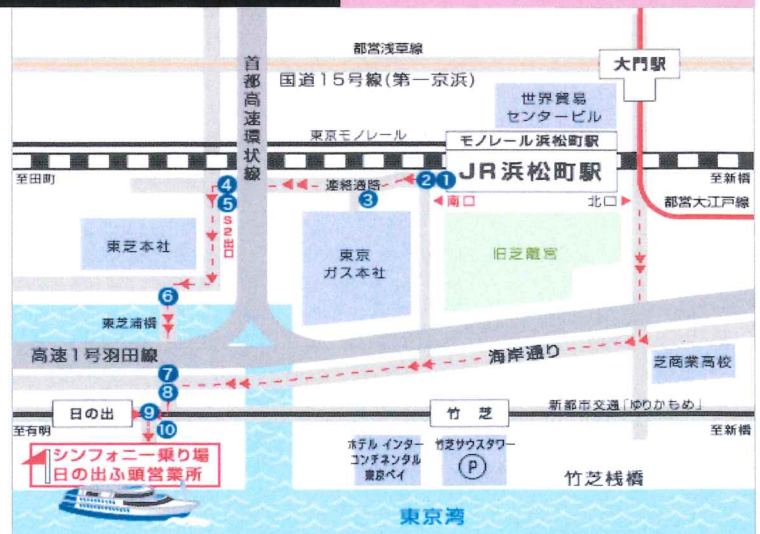 都営浅草線
首都高速環状線
国道15号線(第一京浜)
大門駅
世界貿易
センタービル
東京モノレール
モノレール浜松町駅
JR浜松町駅
至田町
至新橋
連絡通路
南口
北口
都営大江戸線
④
②
①
③
⑤
S2出口
東芝本社
東京
ガス本社
旧芝離宮
⑥
東芝浦橋
高速1号羽田線
海岸通り
芝商業高校
⑦
⑧
日の出
⑨
竹芝
新都市交通「ゆりかもめ」
至有明
⑩
至新橋
シンフォニー乗り場
日の出ふ頭営業所
ホテル インター
コンチネンタル
東京ベイ
竹芝サウスタワー
P
竹芝桟橋
東京湾